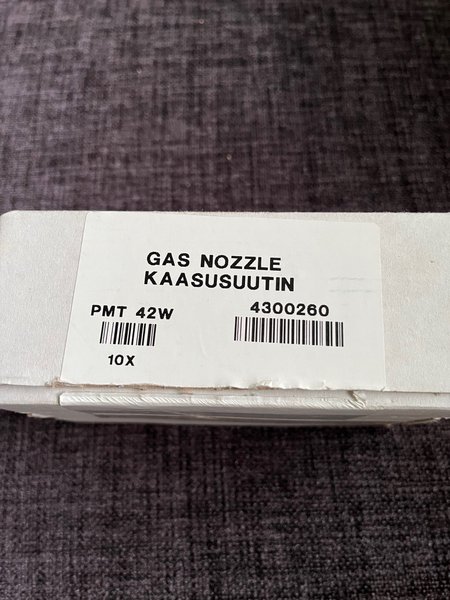 GAS NOZZLE
KAASUSUUTIN
PMT 42W 4300260
10X